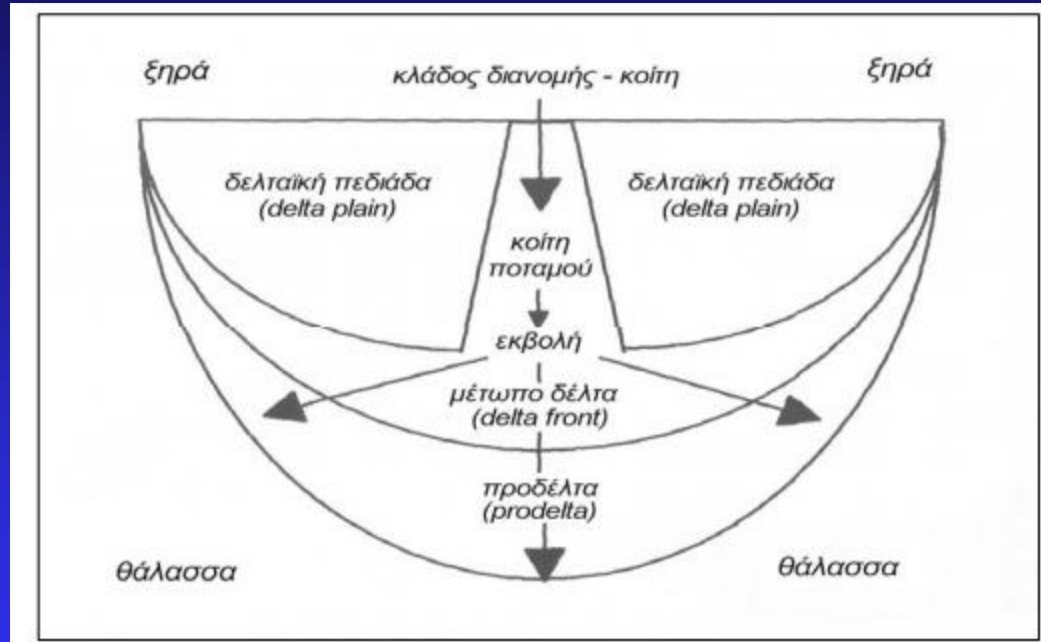 ξηρά
κλάδος διανομής - κοίτη
ξηρά
δελταϊκή πεδιάδα
(delta plain)
δελταϊκή πεδιάδα
(delta plain)
κοίτη
ποταμού
εκβολή
μέτωπο δέλτα
(delta front)
προδέλτα
(prodelta)
θάλασσα
θάλασσα